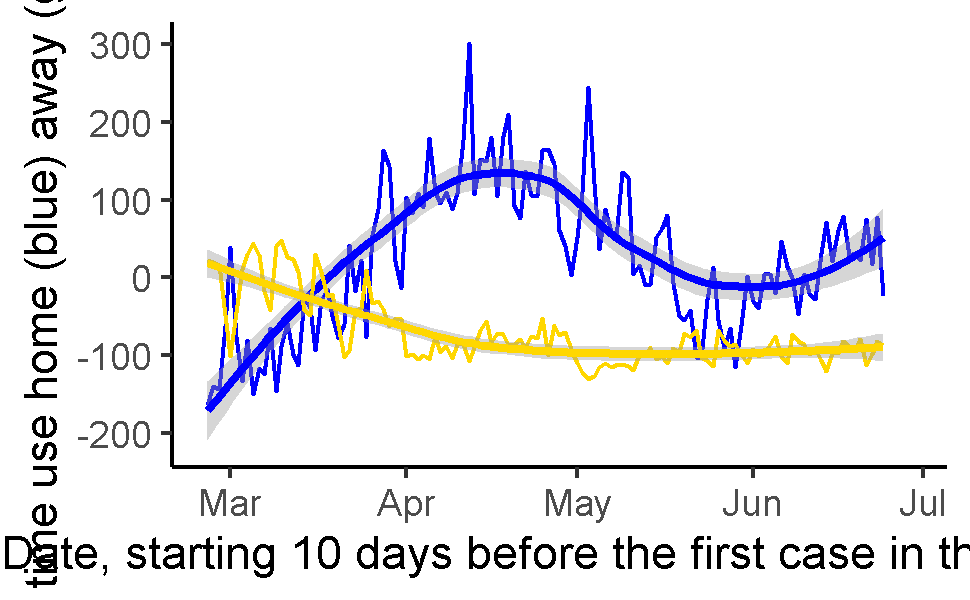 time use home (blue) away (
300
200
100
0
-100
-200
Mar Apr May Jun Jul
Date, starting 10 days before the first case in th